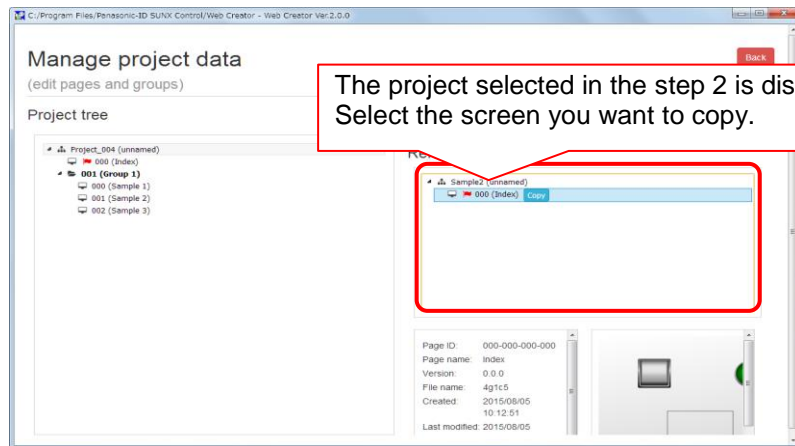 C:/Program Files/Panasonic-ID SUNX Control/Web Creator - Web Creator Ver.2.0.0
Manage project data
Back
(edit pages and groups)
The project selected in the step 2 is dis
Select the screen you want to copy.
Project tree
Project_004 (unnamed)
000 (Index)
001 (Group 1)
000 (Sample 1)
001 (Sample 2)
002 (Sample 3)
Sample2 (unnamed)
000 (Index) Copy
Page ID: 000-000-000-000
Page name: Index
Version: 0.0.0
File name: 4g1c5
Created: 2015/08/05
10:12:51
Last modified: 2015/08/05